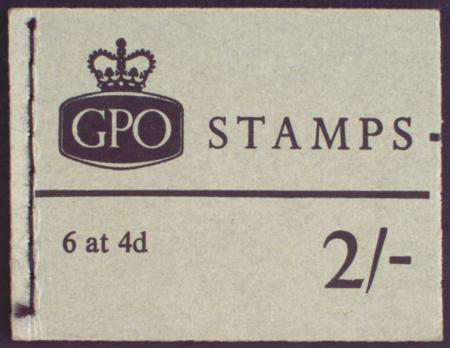 GPO STAMPS
6 at 4d
2/-